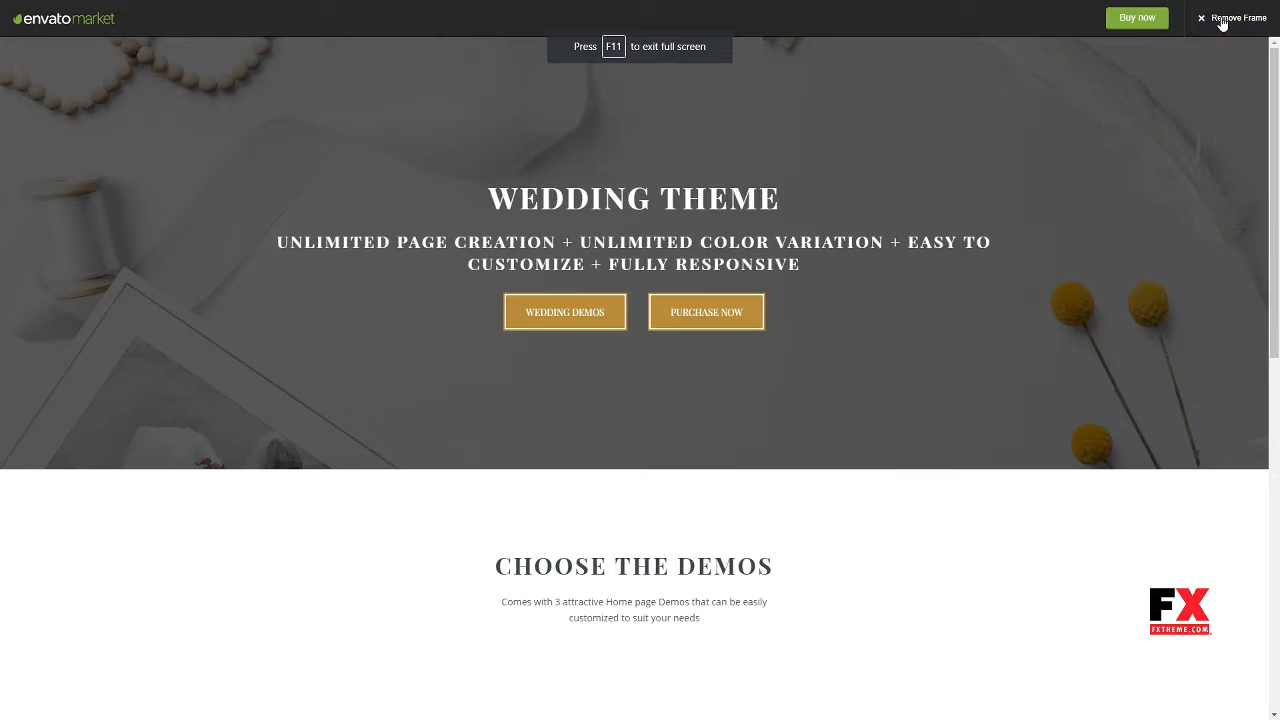 envatomarket
Buy now
✕ Remove Frame
Press F11 to exit full screen
WEDDING THEME
UNLIMITED PAGE CREATION + UNLIMITED COLOR VARIATION + EASY TO
CUSTOMIZE + FULLY RESPONSIVE
WEDDING DEMOS
PURCHASE NOW
CHOOSE THE DEMOS
Comes with 3 attractive Home page Demos that can be easily
customized to suit your needs
FX
FXTHEME.COM